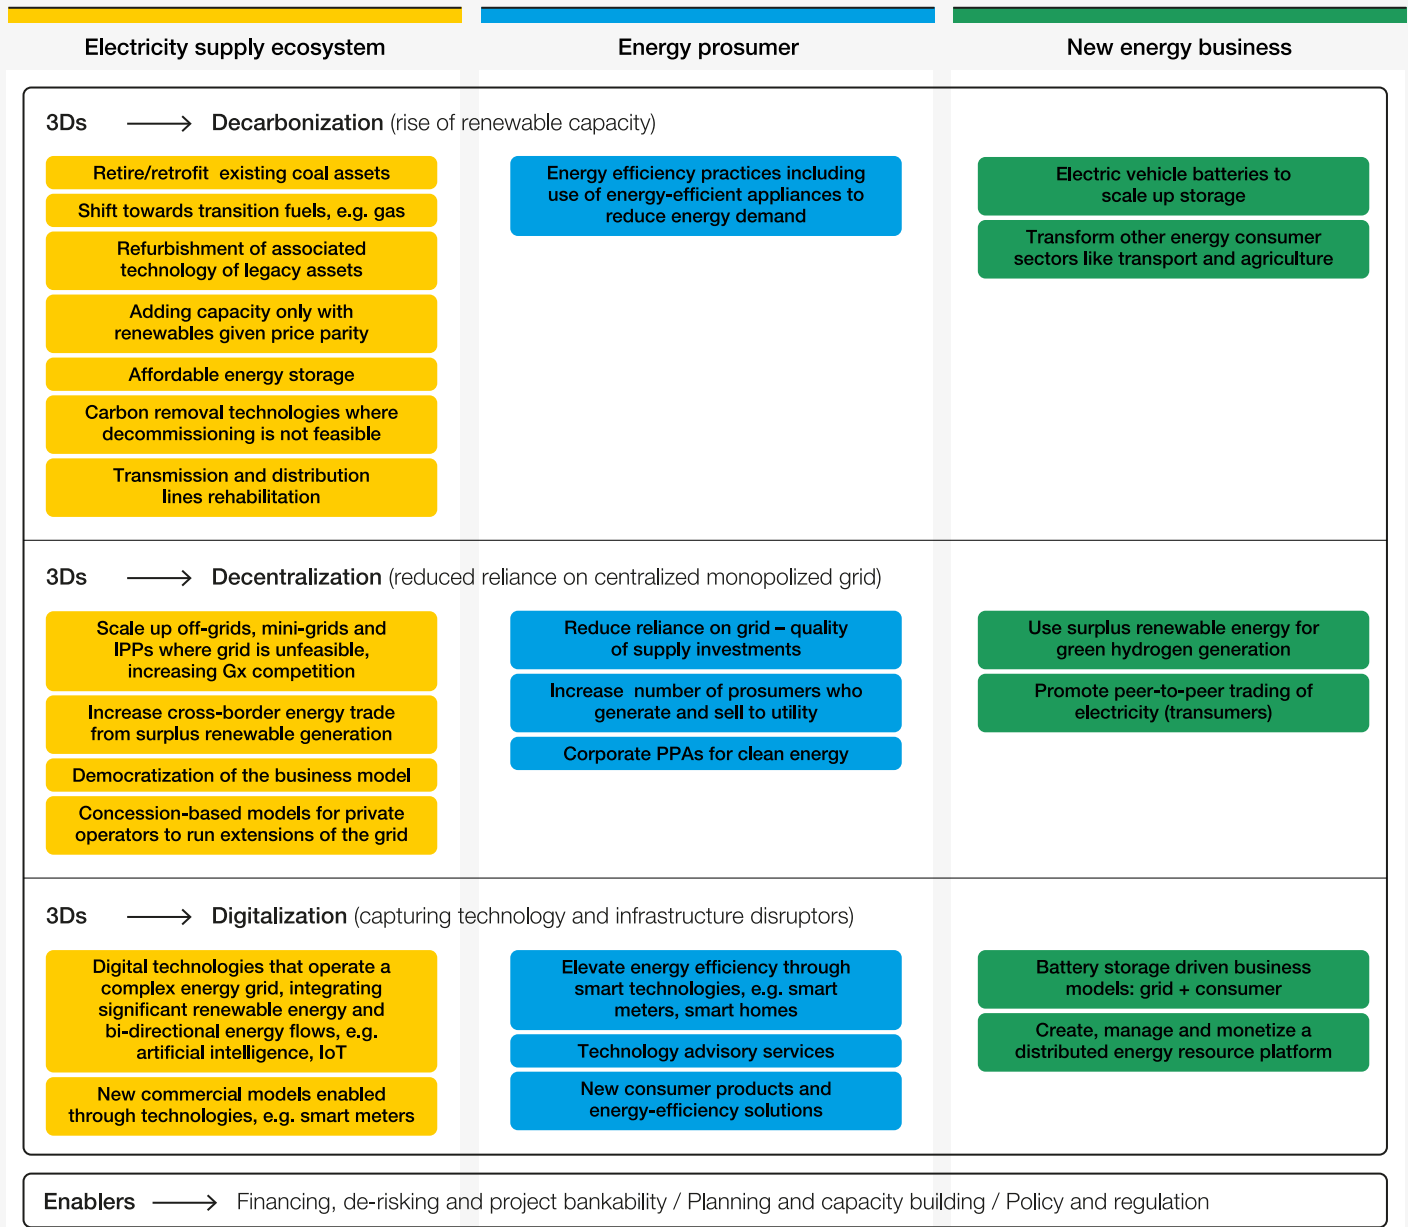 Electricity supply ecosystem
Energy prosumer
New energy business
3Ds → Decarbonization (rise of renewable capacity)
Retire/retrofit existing coal assets
Shift towards transition fuels, e.g. gas
Refurbishment of associated
technology of legacy assets
Adding capacity only with
renewables given price parity
Affordable energy storage
Carbon removal technologies where
decommissioning is not feasible
Transmission and distribution
lines rehabilitation
Energy efficiency practices including
use of energy-efficient appliances to
reduce energy demand
Electric vehicle batteries to
scale up storage
Transform other energy consumer
sectors like transport and agriculture
3Ds → Decentralization (reduced reliance on centralized monopolized grid)
Scale up off-grids, mini-grids and
IPPs where grid is unfeasible,
increasing Gx competition
Increase cross-border energy trade
from surplus renewable generation
Democratization of the business model
Concession-based models for private
operators to run extensions of the grid
Reduce reliance on grid – quality
of supply investments
Increase number of prosumers who
generate and sell to utility
Corporate PPAs for clean energy
Use surplus renewable energy for
green hydrogen generation
Promote peer-to-peer trading of
electricity (transumers)
3Ds → Digitalization (capturing technology and infrastructure disruptors)
Digital technologies that operate a
complex energy grid, integrating
significant renewable energy and
bi-directional energy flows, e.g.
artificial intelligence, IoT
New commercial models enabled
through technologies, e.g. smart meters
Elevate energy efficiency through
smart technologies, e.g. smart
meters, smart homes
Technology advisory services
New consumer products and
energy-efficiency solutions
Battery storage driven business
models: grid + consumer
Create, manage and monetize a
distributed energy resource platform
Enablers → Financing, de-risking and project bankability / Planning and capacity building / Policy and regulation